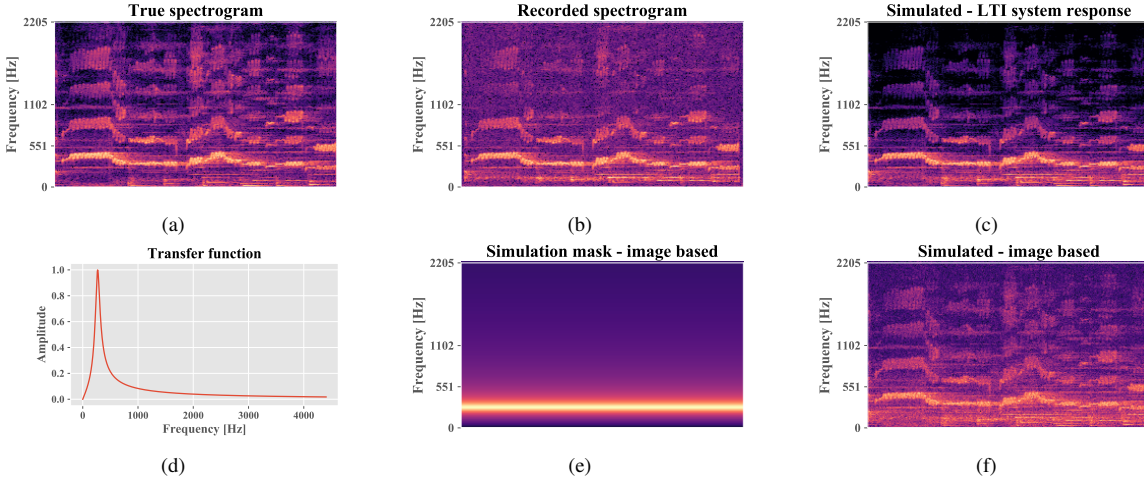 True spectrogram
2205
1102
551
0
Frequency [Hz]
(a)
Recorded spectrogram
2205
1102
551
0
Frequency [Hz]
(b)
Simulated - LTI system response
2205
1102
551
0
Frequency [Hz]
(c)
Transfer function
1.0
0.8
0.6
0.4
0.2
0.0
Amplitude
0 1000 2000 3000 4000
Frequency [Hz]
(d)
Simulation mask - image based
2205
1102
551
0
Frequency [Hz]
(e)
Simulated - image based
2205
1102
551
0
Frequency [Hz]
(f)